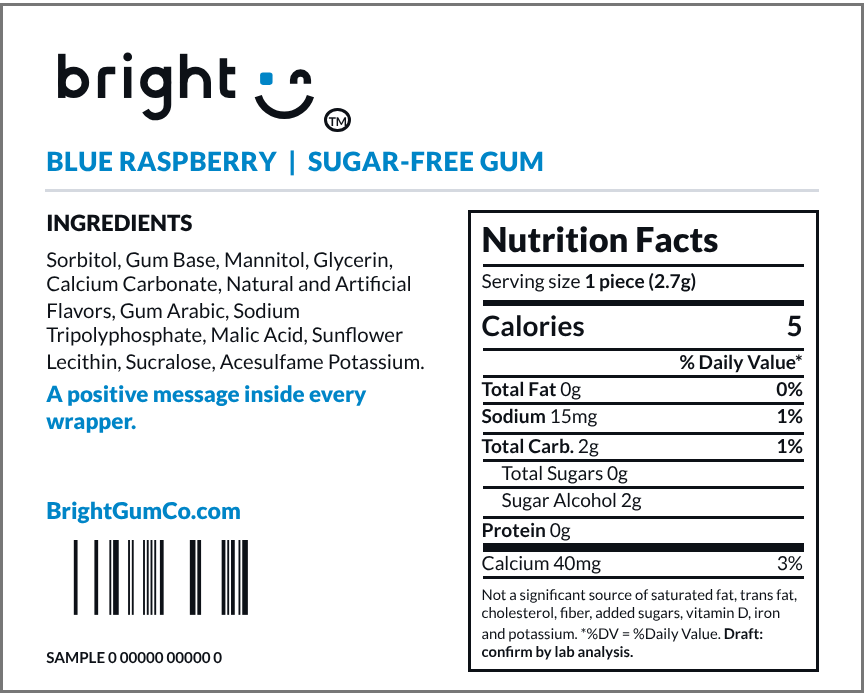 bright
TM
BLUE RASPBERRY | SUGAR-FREE GUM
INGREDIENTS
Sorbitol, Gum Base, Mannitol, Glycerin,
Calcium Carbonate, Natural and Artificial
Flavors, Gum Arabic, Sodium
Tripolyphosphate, Malic Acid, Sunflower
Lecithin, Sucralose, Acesulfame Potassium.
A positive message inside every
wrapper.
BrightGumCo.com
SAMPLE 0 00000 00000 0
Nutrition Facts
Serving size 1 piece (2.7g)
Calories 5
% Daily Value*
Total Fat 0g 0%
Sodium 15mg 1%
Total Carb. 2g 1%
Total Sugars 0g
Sugar Alcohol 2g
Protein 0g
Calcium 40mg 3%
Not a significant source of saturated fat, trans fat,
cholesterol, fiber, added sugars, vitamin D, iron
and potassium. *%DV = %Daily Value. Draft:
confirm by lab analysis.